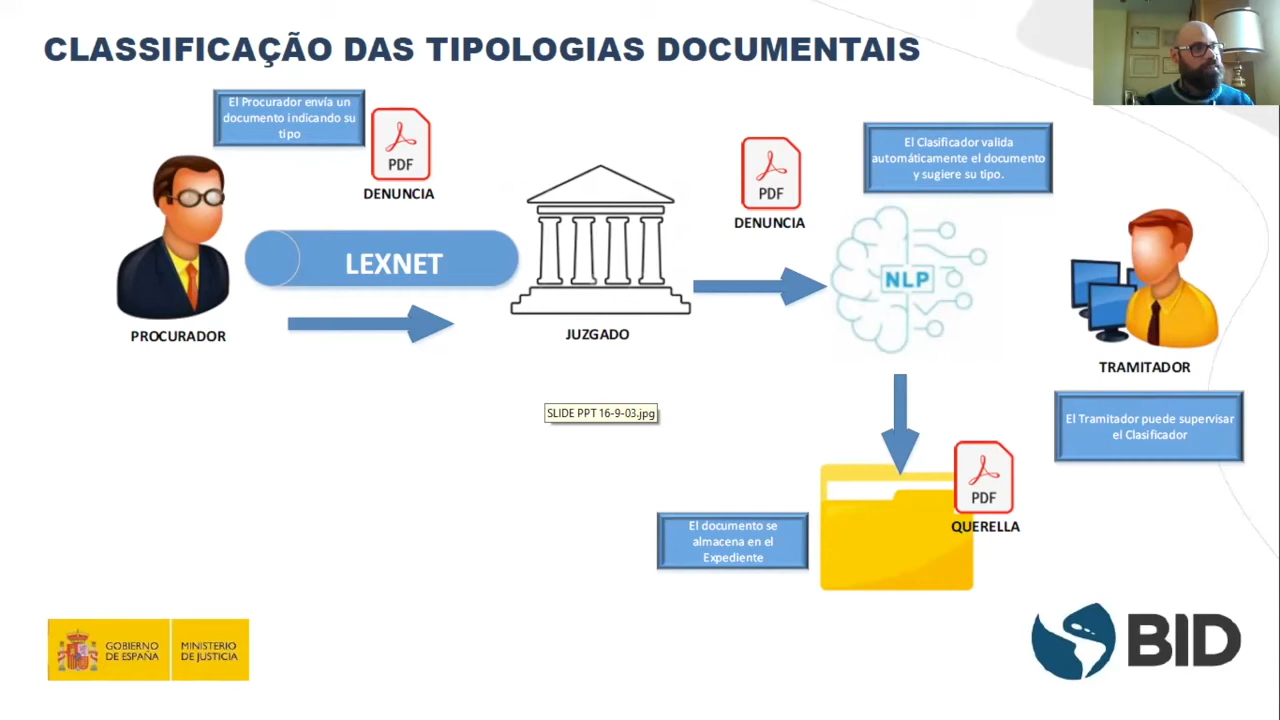 CLASSIFICAÇÃO DAS TIPOLOGIAS DOCUMENTAIS
El Procurador envía un
documento indicando su
tipo
PDF
DENUNCIA
PROCURADOR
LEXNET
JUZGADO
PDF
DENUNCIA
El Clasificador valida
automáticamente el documento
y sugiere su tipo.
NLP
TRAMITADOR
El Tramitador puede supervisar
el Clasificador
SLIDE PPT 16-9-03.jpg
PDF
QUERELLA
El documento se
almacena en el
Expediente
GOBIERNO
DE ESPAÑA
MINISTERIO
DE JUSTICIA
BID